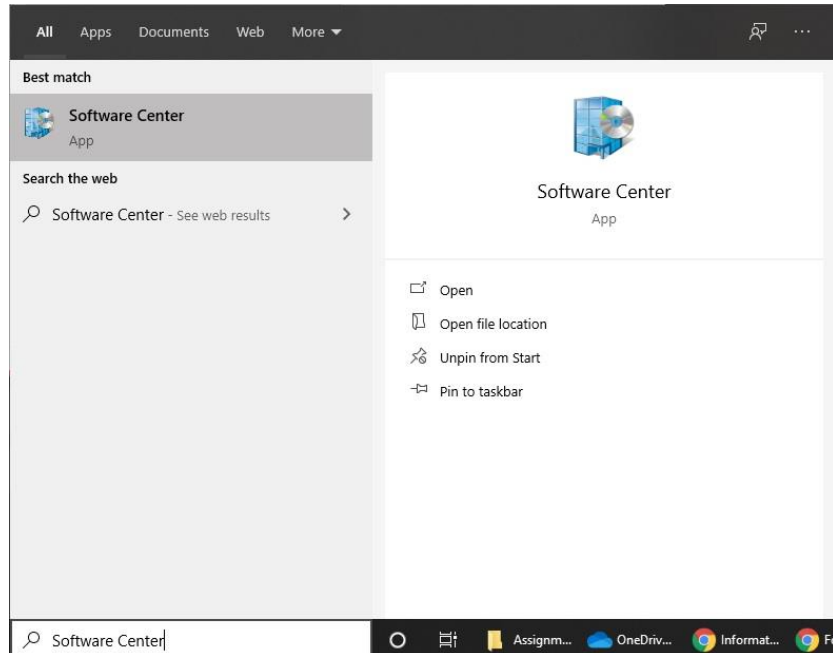 All Apps Documents Web More
Best match
Software Center
App
Search the web
Software Center - See web results
Software Center
App
Open
Open file location
Unpin from Start
Pin to taskbar
Software Center
Assignm... OneDriv... Informat... Fo